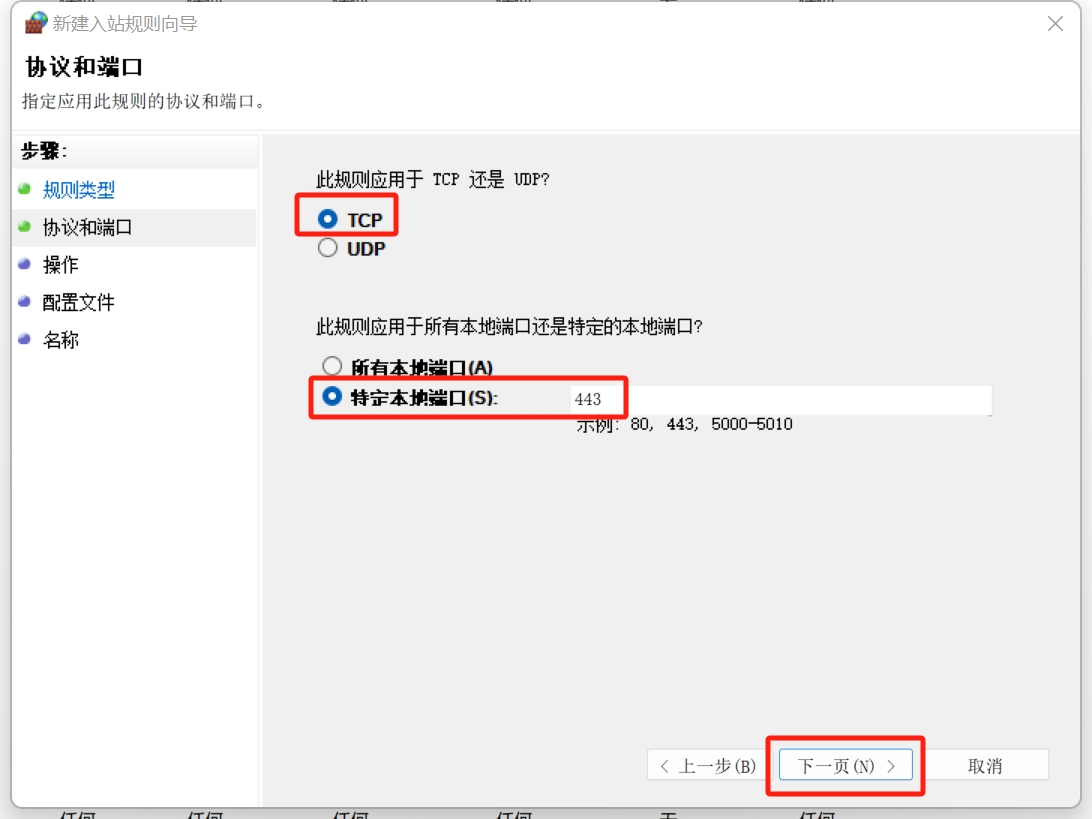 新建入站规则向导
协议和端口
指定应用此规则的协议和端口。
步骤:
规则类型
协议和端口
操作
配置文件
名称
此规则应用于 TCP 还是 UDP?
TCP
UDP
此规则应用于所有本地端口还是特定的本地端口?
所有本地端口(A)
特定本地端口(S): 443
示例: 80, 443, 5000-5010
< 上一步(B) 下一页(N) > 取消
任何 任何 任何 任何 无 任何